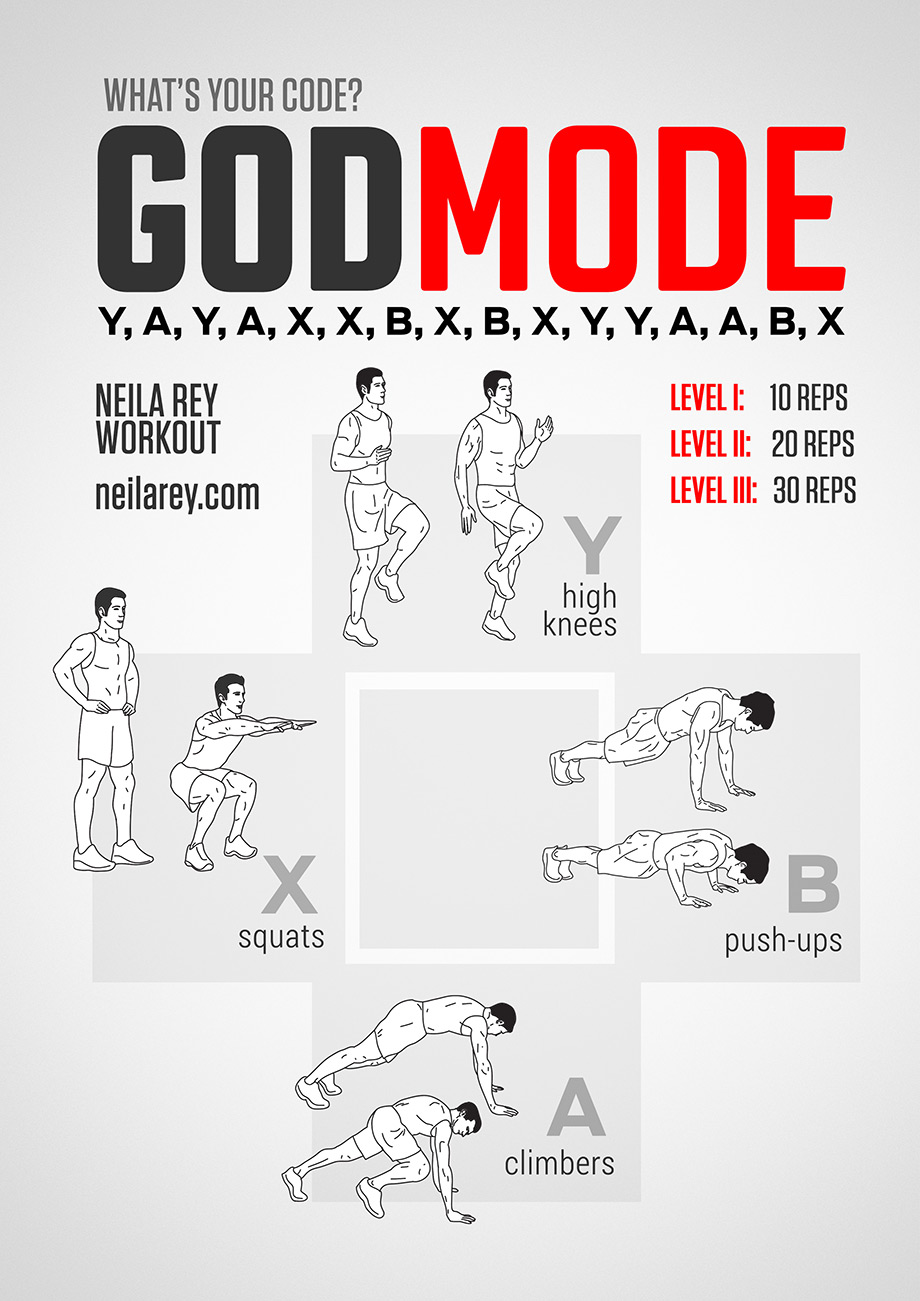 WHAT'S YOUR CODE?
GODMODE
Y, A, Y, A, X, X, B, X, B, X, Y, Y, A, A, B, X
NEILA REY
WORKOUT
neilarey.com
LEVEL I: 10 REPS
LEVEL II: 20 REPS
LEVEL III: 30 REPS
Y
high
knees
X
squats
B
push-ups
A
climbers